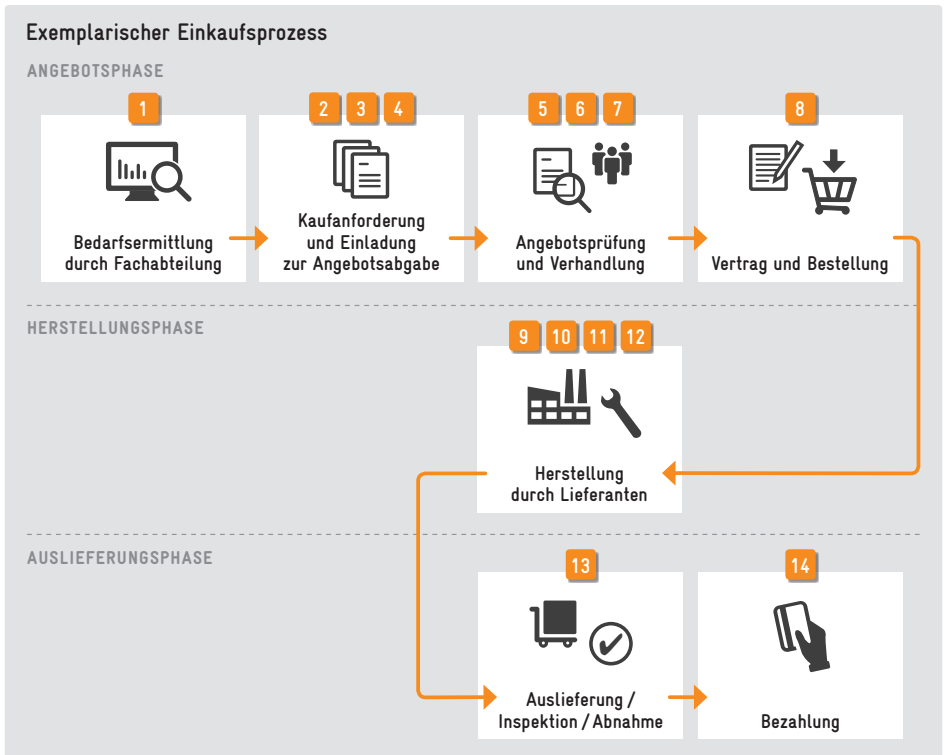 Exemplarischer Einkaufsprozess
ANGEBOTSPHASE
1
2 3 4
5 6 7
8
Bedarfsermittlung
durch Fachabteilung
Kaufanforderung
und Einladung
zur Angebotsabgabe
Angebotsprüfung
und Verhandlung
Vertrag und Bestellung
HERSTELLUNGSPHASE
9 10 11 12
Herstellung
durch Lieferanten
AUSLIEFERUNGSPHASE
13
14
Auslieferung /
Inspektion / Abnahme
Bezahlung